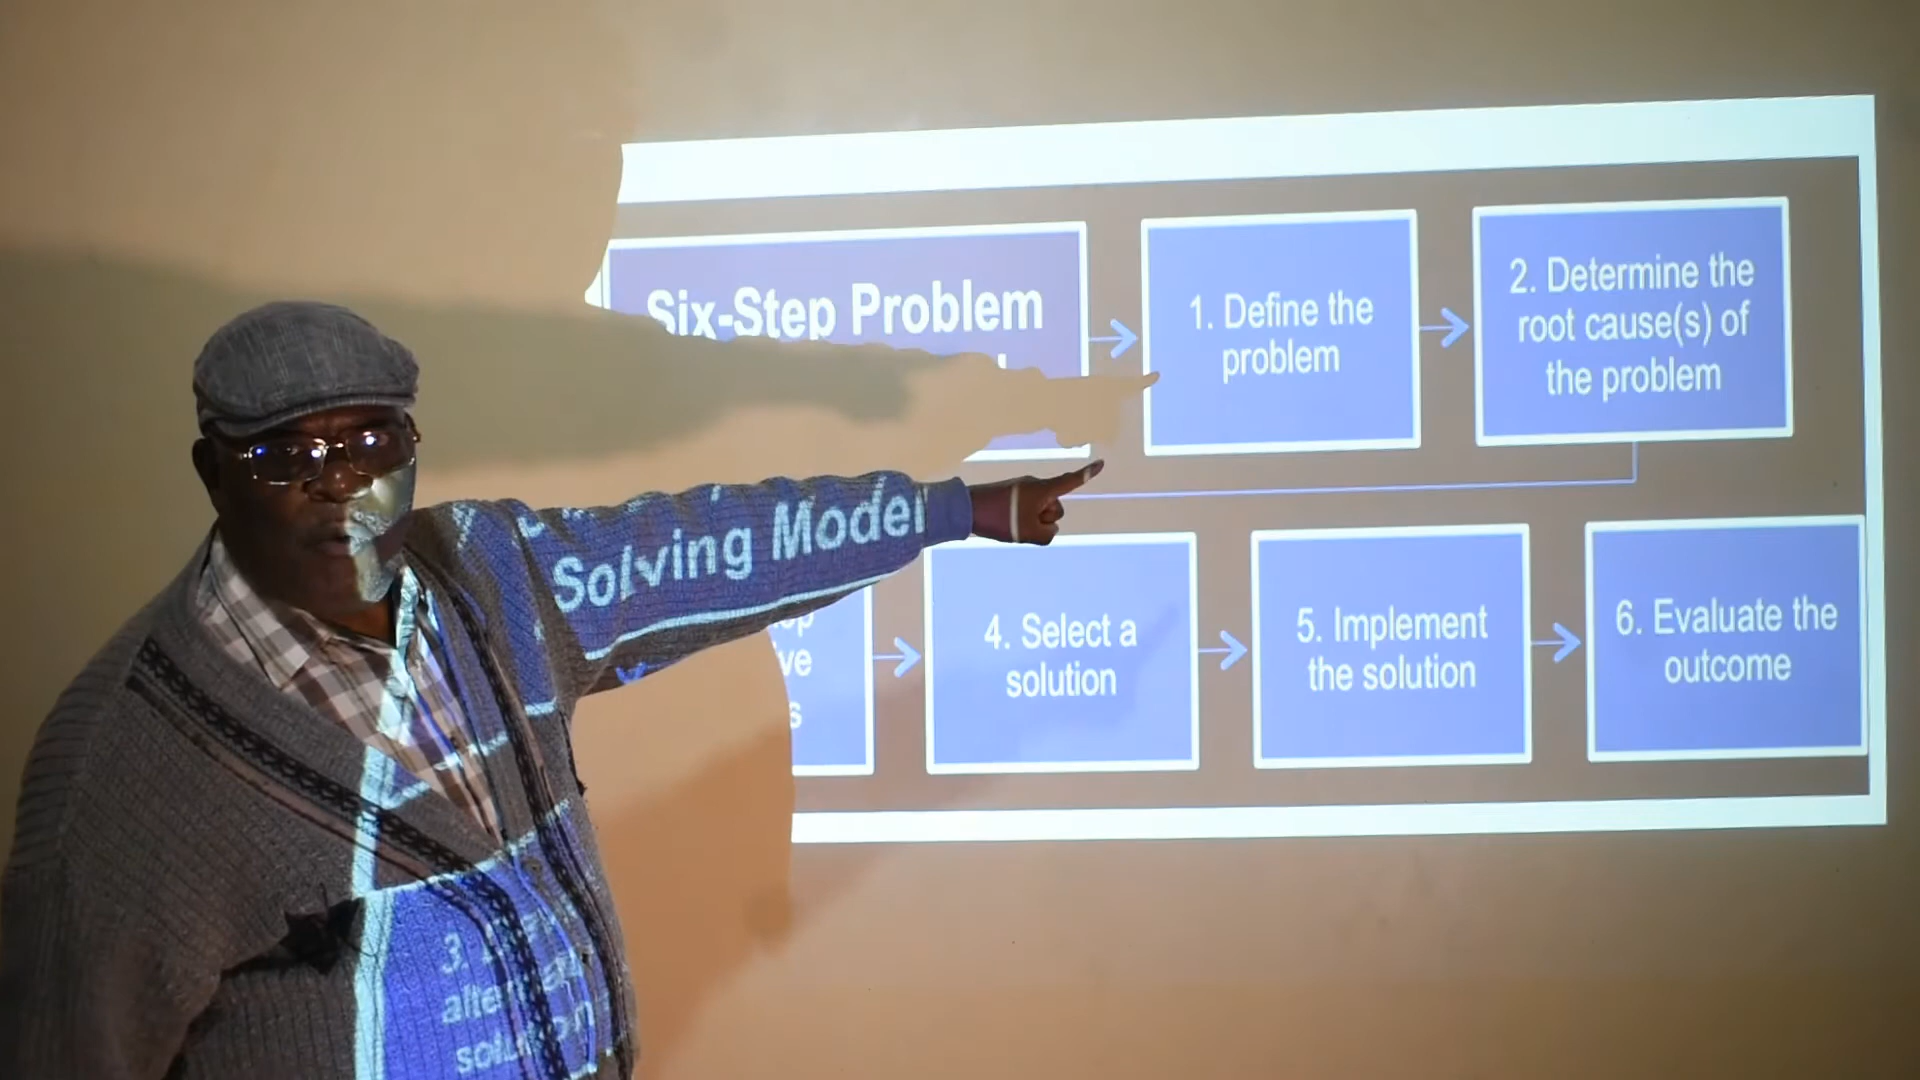 Six-Step Problem
Solving Model
1. Define the
problem
2. Determine the
root cause(s) of
the problem
3.
4. Select a
solution
5. Implement
the solution
6. Evaluate the
outcome